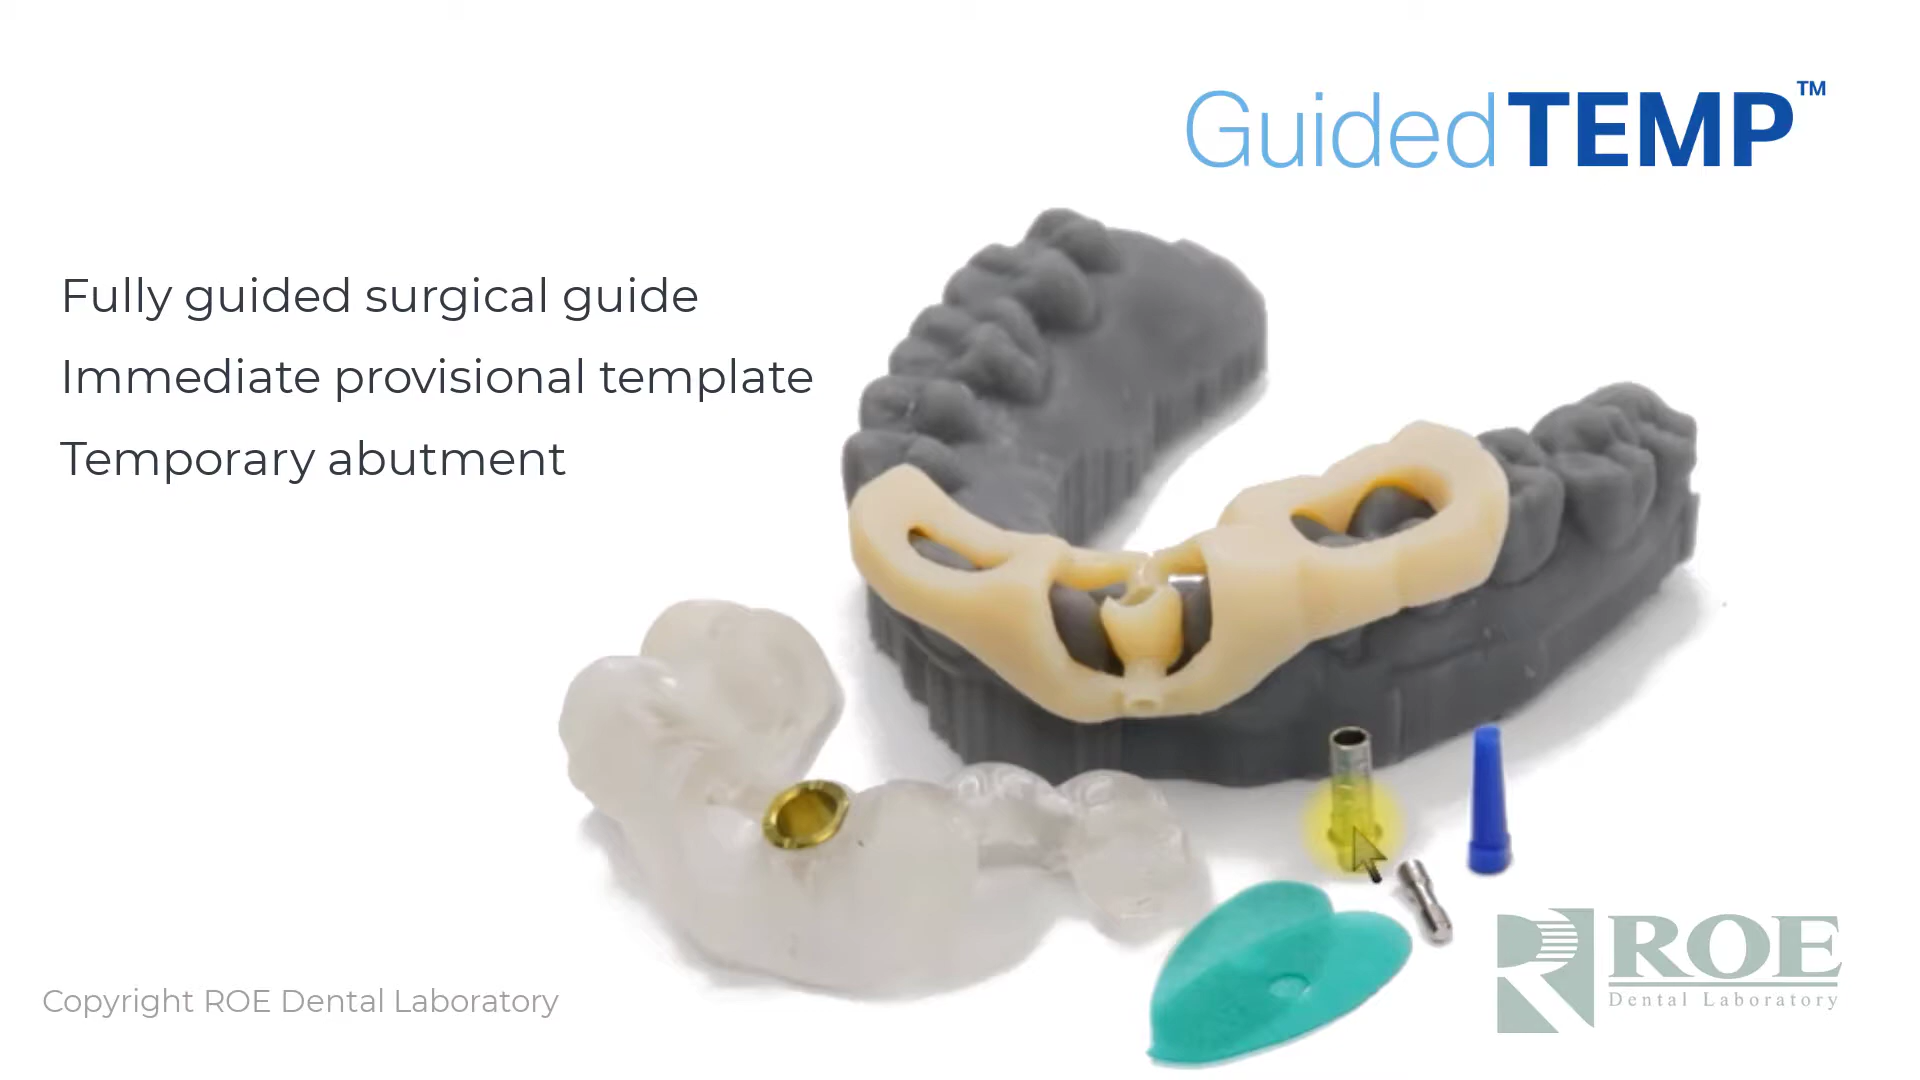 GuidedTEMP™
Fully guided surgical guide
Immediate provisional template
Temporary abutment
Copyright ROE Dental Laboratory
ROE
Dental Laboratory